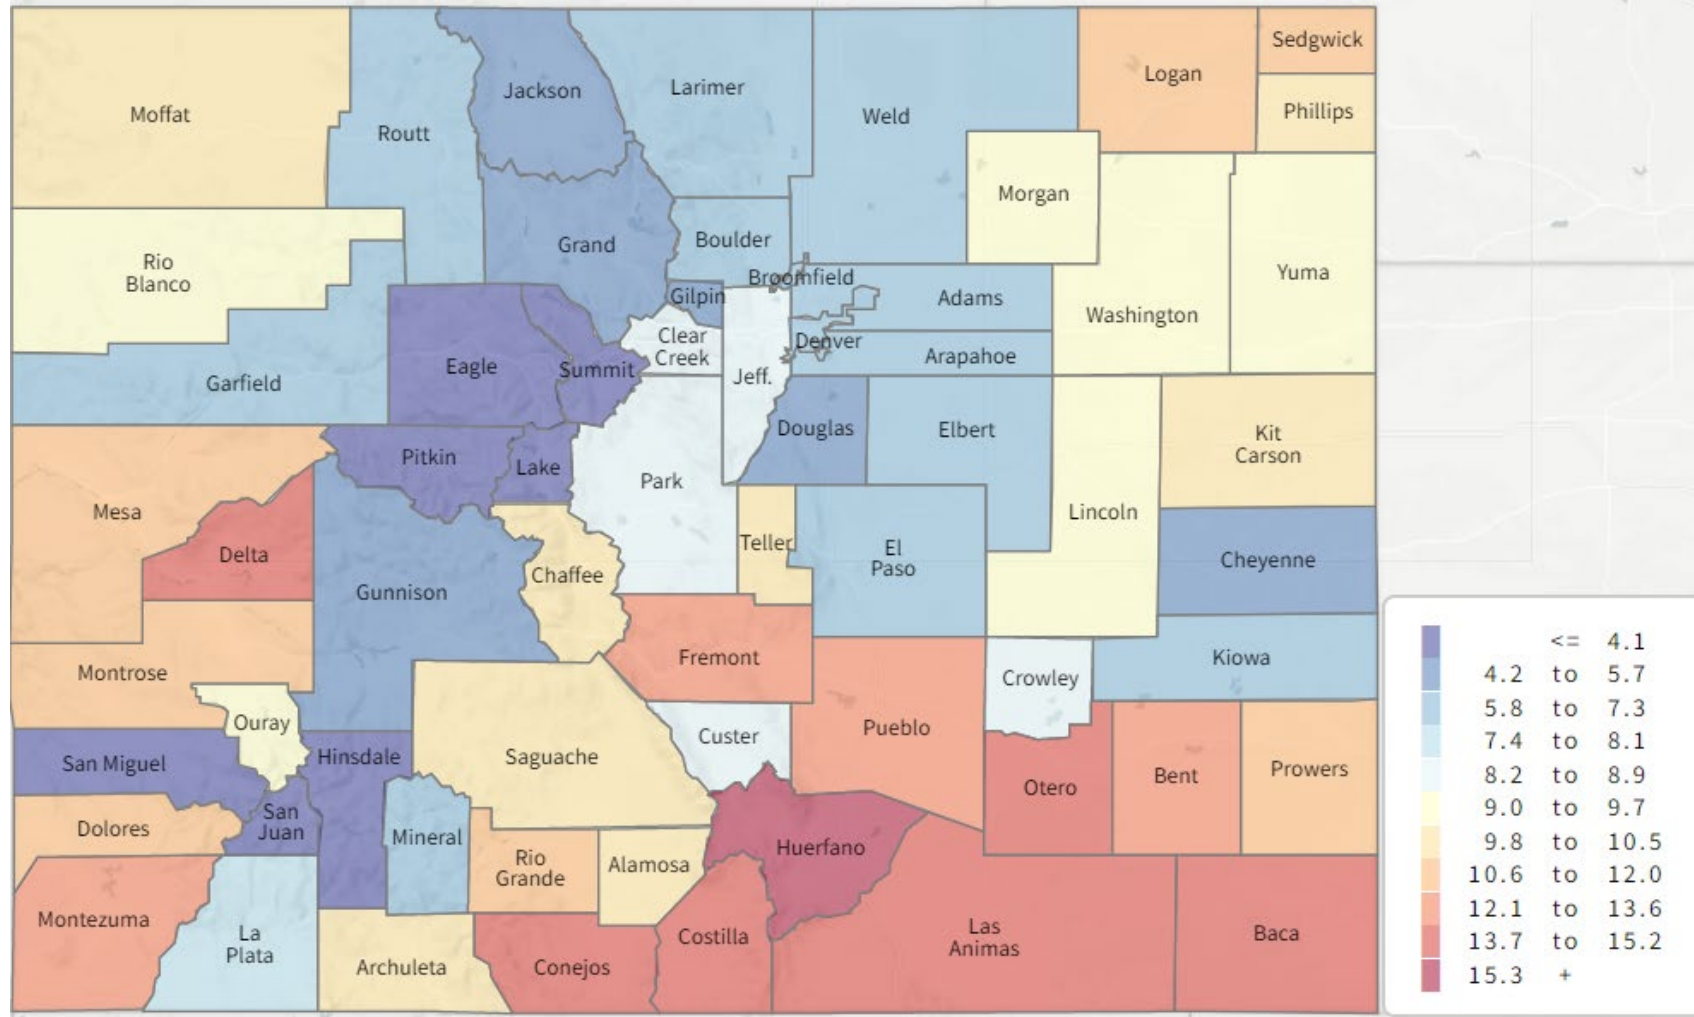 Sedgwick
Logan
Jackson
Larimer
Phillips
Moffat
Weld
Routt
Morgan
Boulder
Grand
Rio
Blanco
Yuma
Broomfield
Gilpin
Adams
Washington
Clear
Creek
Denver
Arapahoe
Eagle
Summit
Jeff.
Garfield
Douglas
Elbert
Kit
Carson
Pitkin
Lake
Park
Mesa
Lincoln
Teller
Delta
El
Paso
Cheyenne
Chaffee
Gunnison
Fremont
Kiowa
Montrose
Crowley
Ouray
Pueblo
Custer
San Miguel
Hinsdale
Saguache
Prowers
Bent
Otero
San
Juan
Dolores
Mineral
Huerfano
Rio
Grande
Alamosa
Montezuma
La
Plata
Costilla
Las
Animas
Baca
Archuleta
Conejos
<= 4.1
4.2 to 5.7
5.8 to 7.3
7.4 to 8.1
8.2 to 8.9
9.0 to 9.7
9.8 to 10.5
10.6 to 12.0
12.1 to 13.6
13.7 to 15.2
15.3 +